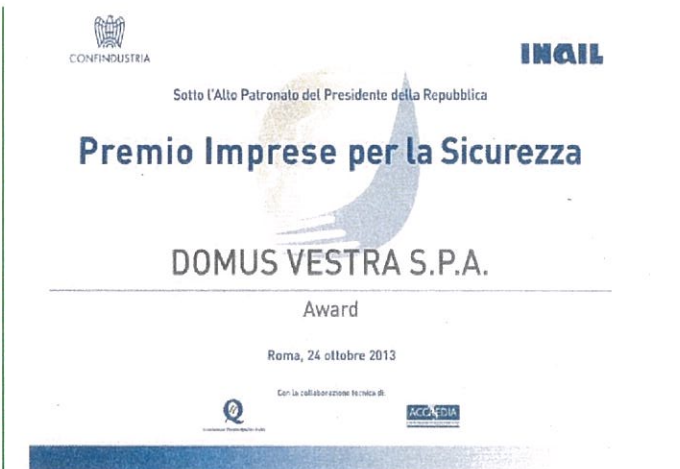 CONFINDUSTRIA
INAIL
Sotto l'Alto Patronato del Presidente della Repubblica
Premio Imprese per la Sicurezza
DOMUS VESTRA S.P.A.
Award
Roma, 24 ottobre 2013
Con la collaborazione tecnica di:
ACCREDIA